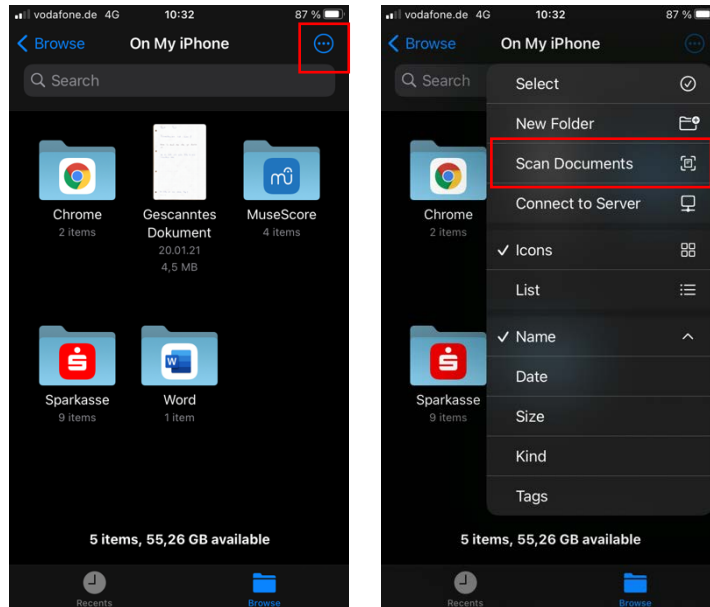 vodafone.de 4G 10:32 87 %
Browse On My iPhone
Search
Chrome
2 items
Gescanntes
Dokument
20.01.21
4,5 MB
MuseScore
4 items
Sparkasse
9 items
Word
1 item
5 items, 55,26 GB available
Recents Browse
vodafone.de 4G 10:32 87 %
Browse On My iPhone
Search
Select
New Folder
Scan Documents
Connect to Server
Icons
List
Name
Date
Size
Kind
Tags
Chrome
2 items
Sparkasse
9 items
5 items, 55,26 GB available
Recents Browse